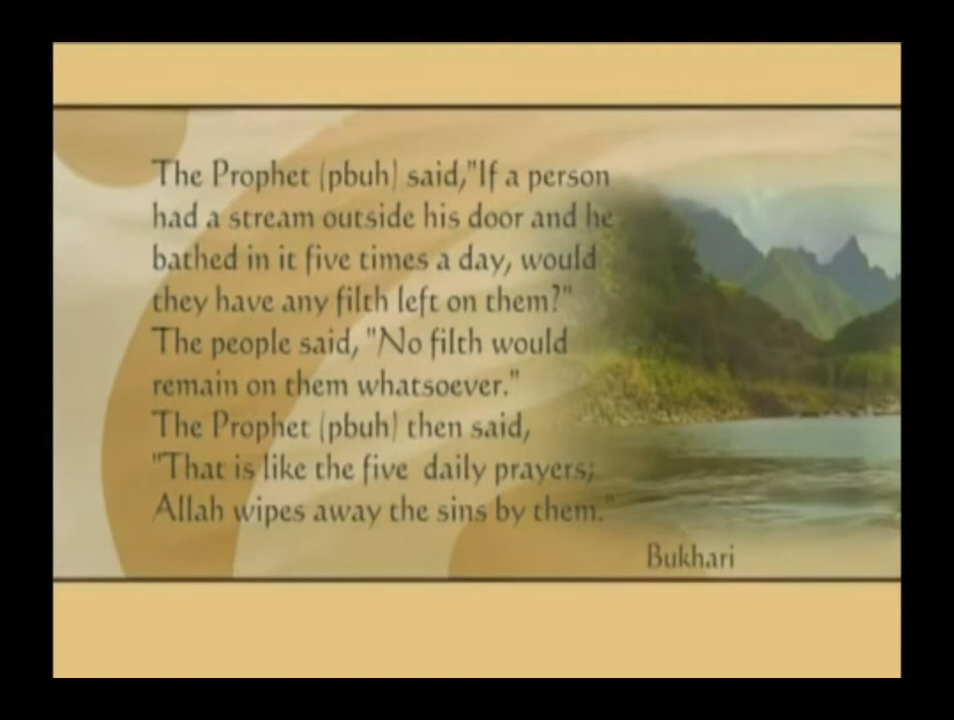 The Prophet (pbuh) said,"If a person
had a stream outside his door and he
bathed in it five times a day, would
they have any filth left on them?"
The people said, "No filth would
remain on them whatsoever."
The Prophet (pbuh) then said,
"That is like the five daily prayers;
Allah wipes away the sins by them."
Bukhari